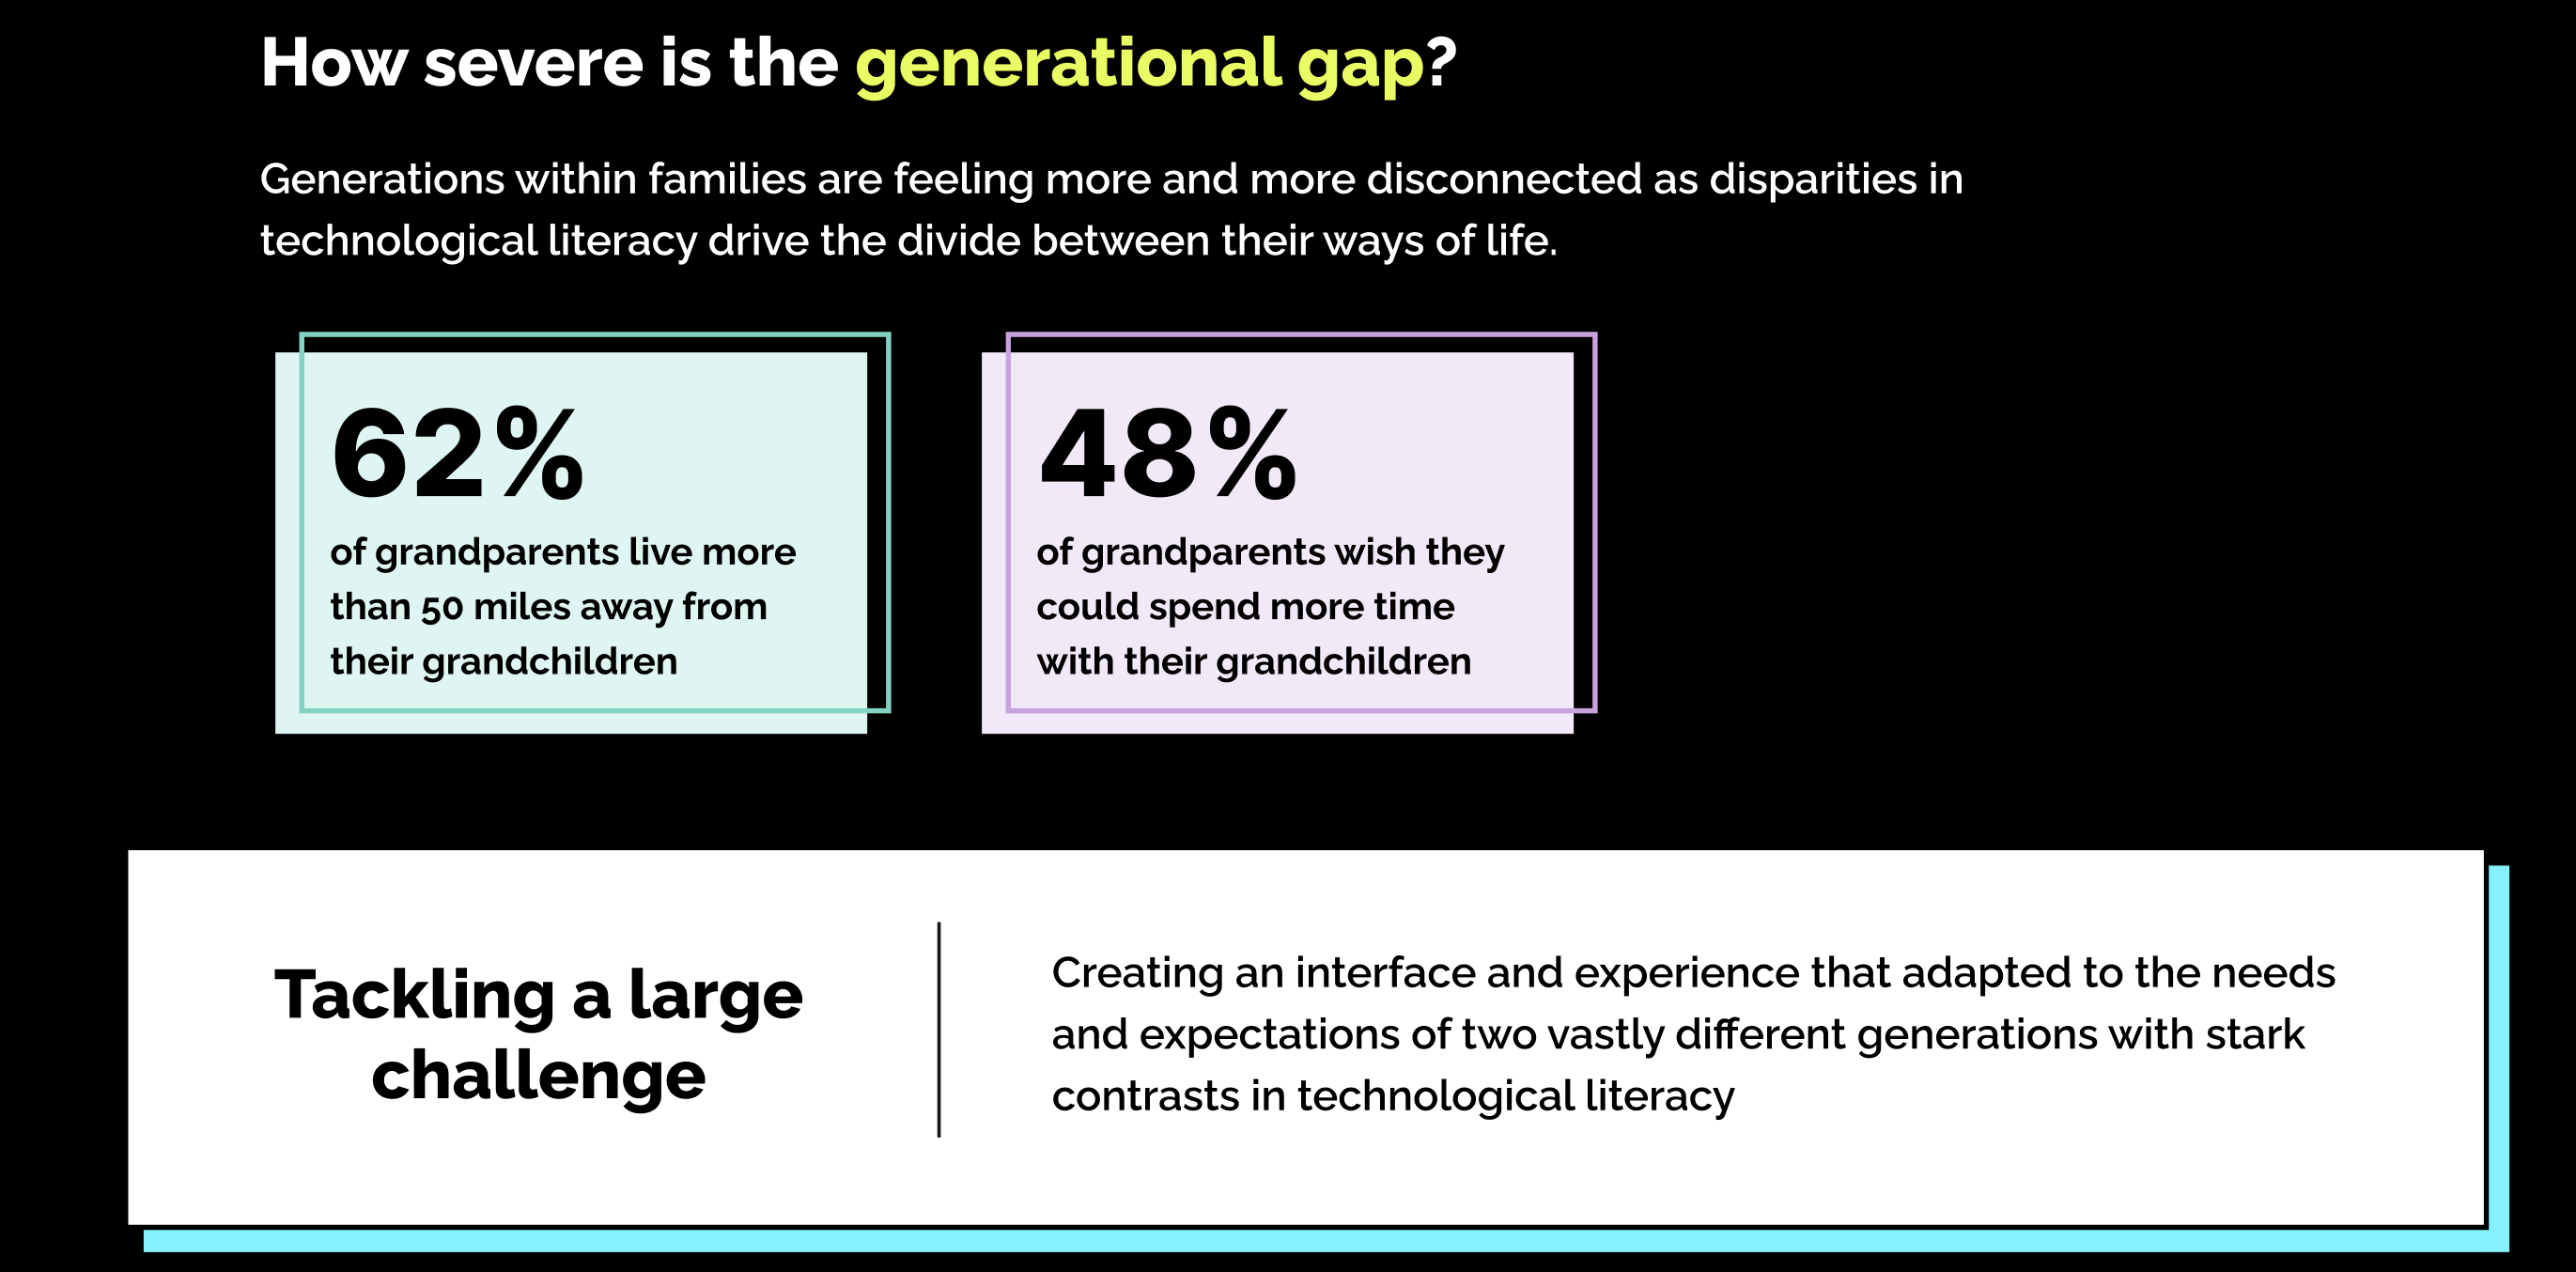 How severe is the generational gap?
Generations within families are feeling more and more disconnected as disparities in
technological literacy drive the divide between their ways of life.
62%
of grandparents live more
than 50 miles away from
their grandchildren
48%
of grandparents wish they
could spend more time
with their grandchildren
Tackling a large
challenge
Creating an interface and experience that adapted to the needs
and expectations of two vastly different generations with stark
contrasts in technological literacy